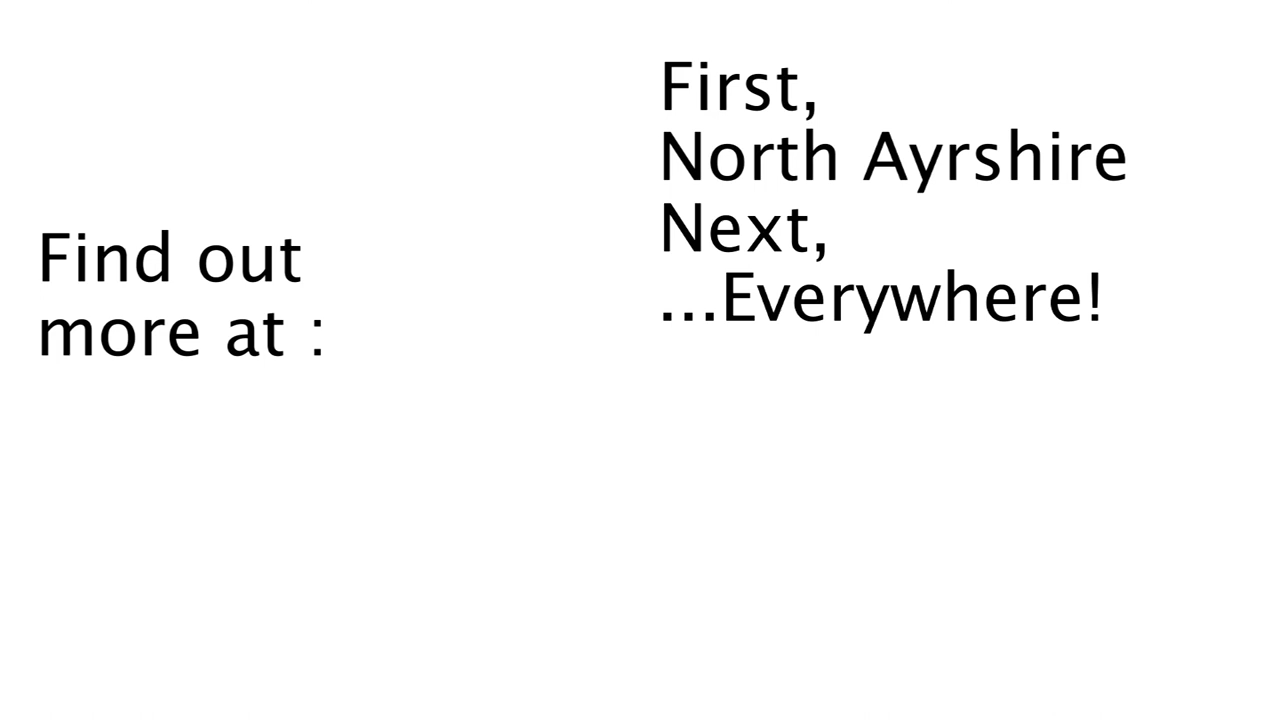 Find out
more at :
First,
North Ayrshire
Next,
...Everywhere!